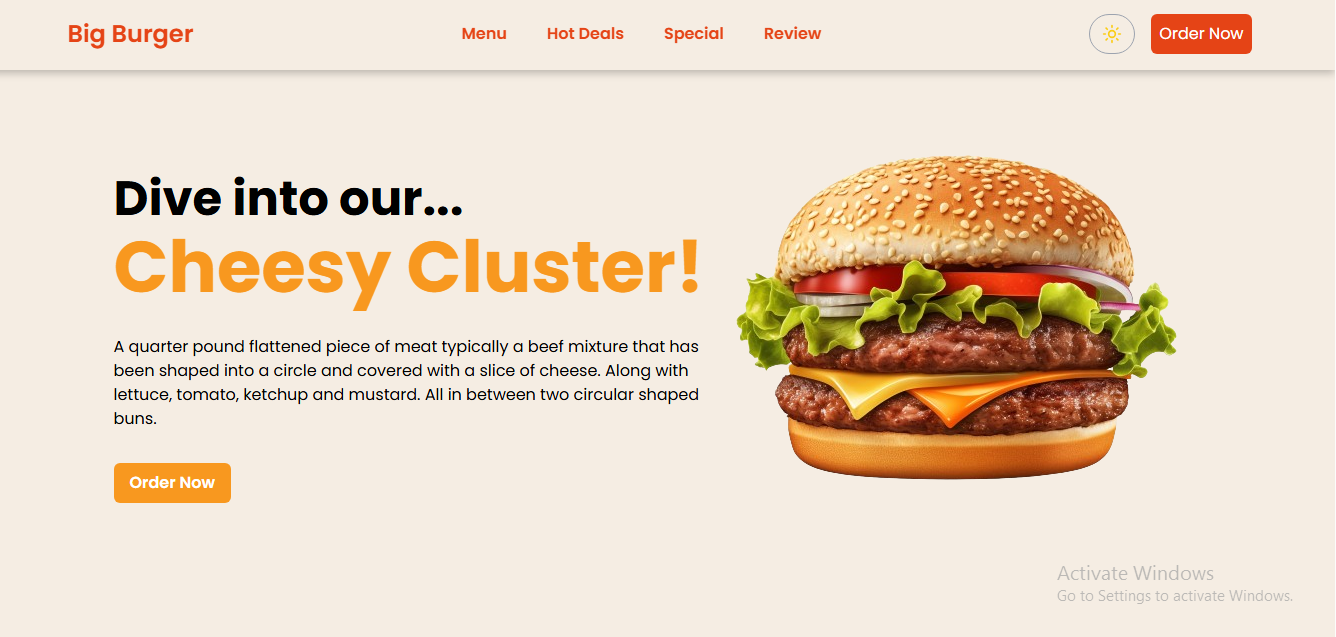 Big Burger
Menu
Hot Deals
Special
Review
Order Now
Dive into our...
Cheesy Cluster!
A quarter pound flattened piece of meat typically a beef mixture that has
been shaped into a circle and covered with a slice of cheese. Along with
lettuce, tomato, ketchup and mustard. All in between two circular shaped
buns.
Order Now
Activate Windows
Go to Settings to activate Windows.